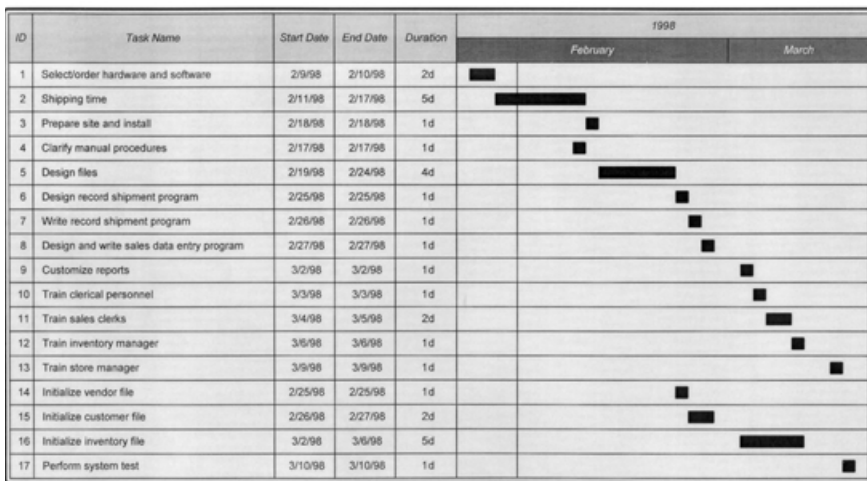 1998
ID Task Name Start Date End Date Duration February March
1 Select/order hardware and software 2/9/98 2/10/98 2d
2 Shipping time 2/11/98 2/17/98 5d
3 Prepare site and install 2/18/98 2/18/98 1d
4 Clarify manual procedures 2/17/98 2/17/98 1d
5 Design files 2/19/98 2/24/98 4d
6 Design record shipment program 2/25/98 2/25/98 1d
7 Write record shipment program 2/26/98 2/26/98 1d
8 Design and write sales data entry program 2/27/98 2/27/98 1d
9 Customize reports 3/2/98 3/2/98 1d
10 Train clerical personnel 3/3/98 3/3/98 1d
11 Train sales clerks 3/4/98 3/5/98 2d
12 Train inventory manager 3/6/98 3/6/98 1d
13 Train store manager 3/9/98 3/9/98 1d
14 Initialize vendor file 2/25/98 2/25/98 1d
15 Initialize customer file 2/26/98 2/27/98 2d
16 Initialize inventory file 3/2/98 3/6/98 5d
17 Perform system test 3/10/98 3/10/98 1d